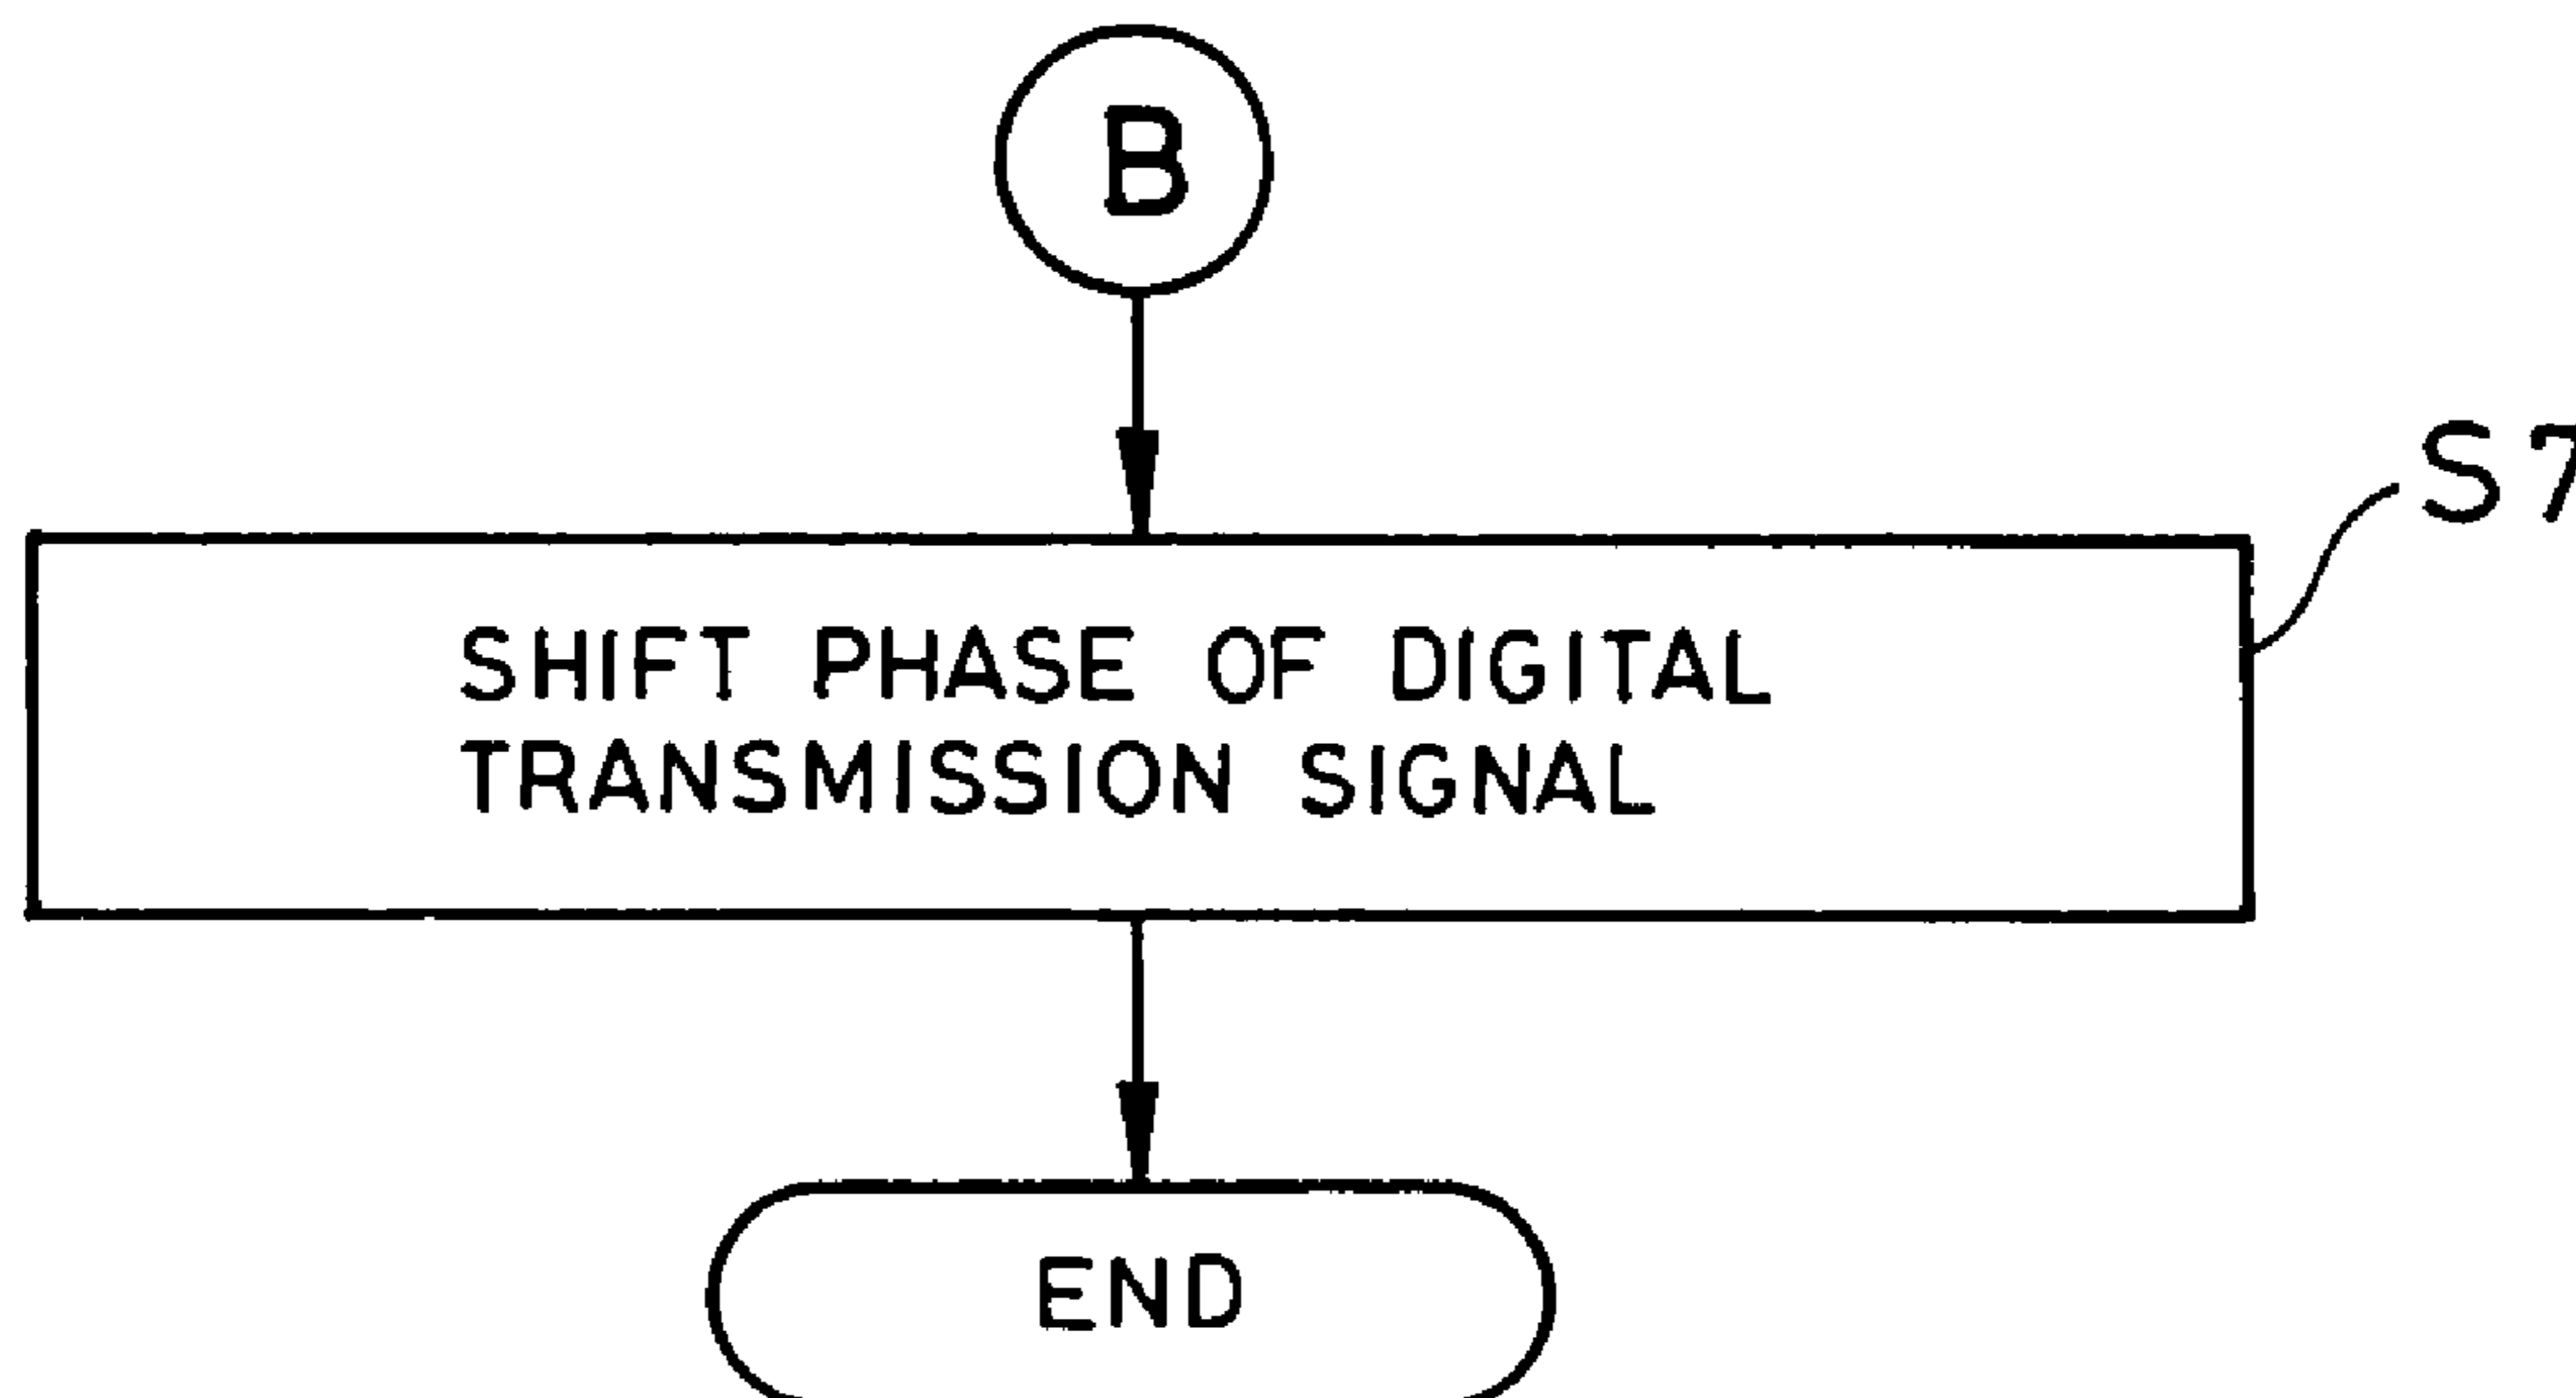 B
S7
SHIFT PHASE OF DIGITAL
TRANSMISSION SIGNAL
END